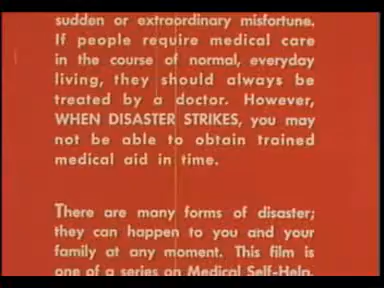 sudden or extraordinary misfortune.
If people require medical care
in the course of normal, everyday
living, they should always be
treated by a doctor. However,
WHEN DISASTER STRIKES, you may
not be able to obtain trained
medical aid in time.
There are many forms of disaster;
they can happen to you and your
family at any moment. This film is
one of a series on Medical Self-Help,